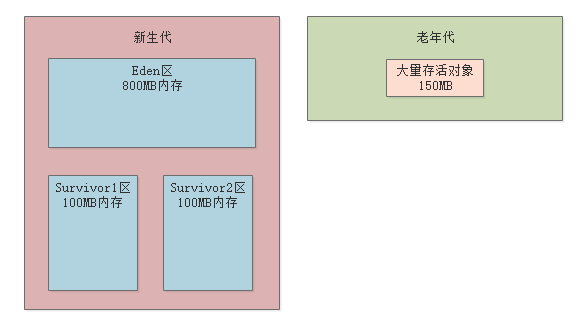 新生代
Eden区
800MB内存
Survivor1区
100MB内存
Survivor2区
100MB内存
老年代
大量存活对象
150MB